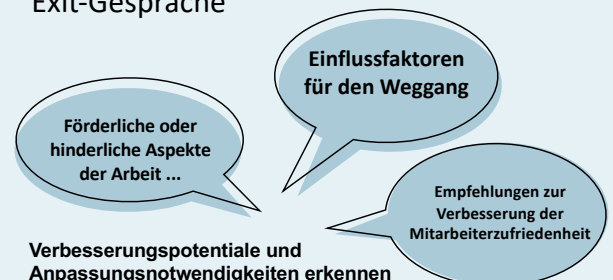 Exit-Gespräche
Einflussfaktoren
für den Weggang
Förderliche oder
hinderliche Aspekte
der Arbeit ...
Empfehlungen zur
Verbesserung der
Mitarbeiterzufriedenheit
Verbesserungspotentiale und
Anpassungsnotwendigkeiten erkennen